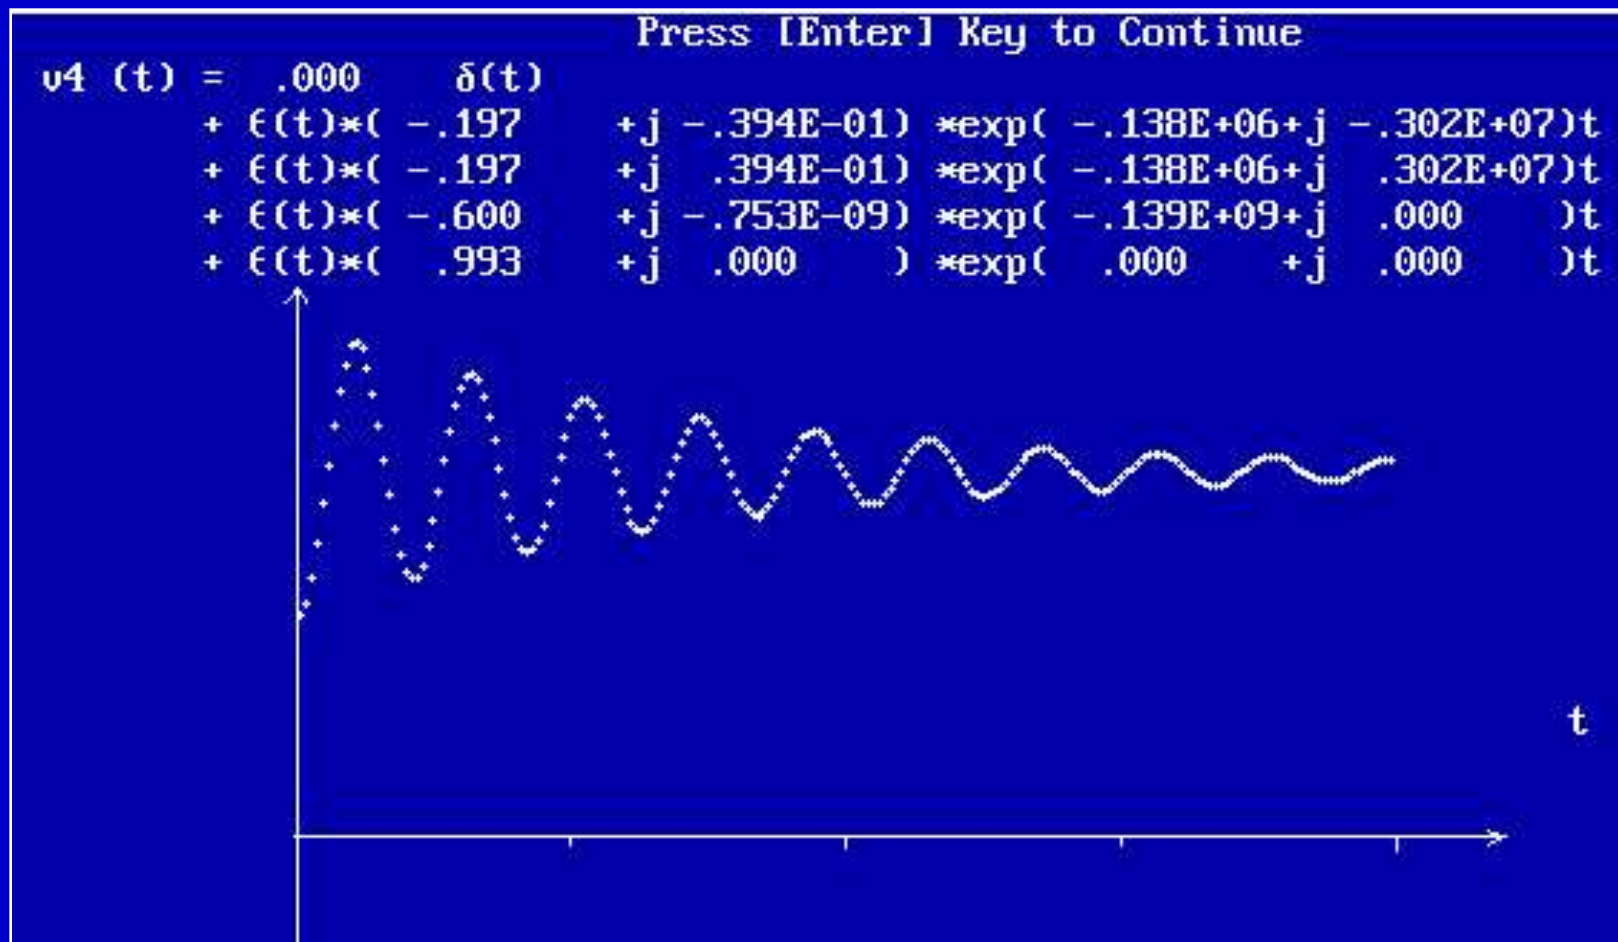 Press [Enter] Key to Continue
v4 (t) = .000 δ(t)
+ ε(t)*( -.197 +j -.394E-01) *exp( -.138E+06+j -.302E+07)t
+ ε(t)*( -.197 +j .394E-01) *exp( -.138E+06+j .302E+07)t
+ ε(t)*( -.600 +j -.753E-09) *exp( -.139E+09+j .000 )t
+ ε(t)*( .993 +j .000 ) *exp( .000 +j .000 )t
t